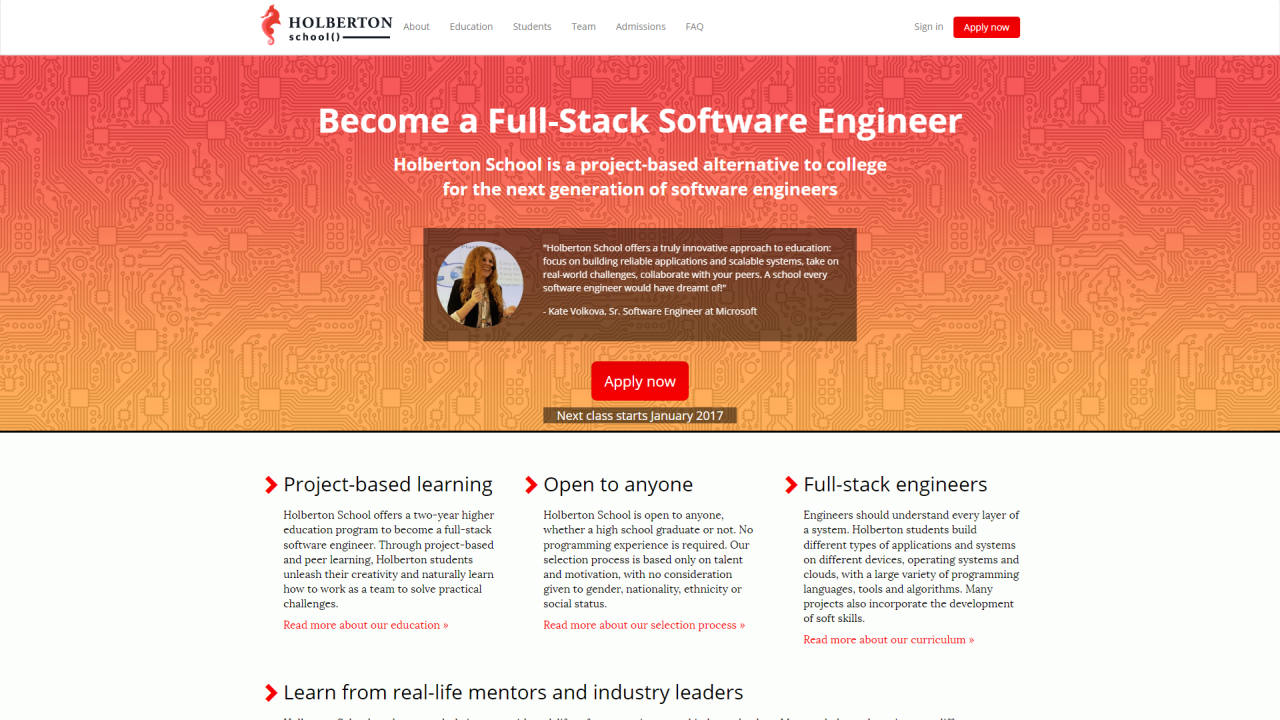 HOLBERTON
school()
About Education Students Team Admissions FAQ Sign in Apply now
Become a Full-Stack Software Engineer
Holberton School is a project-based alternative to college
for the next generation of software engineers
"Holberton School offers a truly innovative approach to education:
focus on building reliable applications and scalable systems, take on
real-world challenges, collaborate with your peers. A school every
software engineer would have dreamt of!"
- Kate Volkova, Sr. Software Engineer at Microsoft
Apply now
Next class starts January 2017
Project-based learning
Holberton School offers a two-year higher
education program to become a full-stack
software engineer. Through project-based
and peer learning, Holberton students
unleash their creativity and naturally learn
how to work as a team to solve practical
challenges.
Read more about our education »
Open to anyone
Holberton School is open to anyone,
whether a high school graduate or not. No
programming experience is required. Our
selection process is based only on talent
and motivation, with no consideration
given to gender, nationality, ethnicity or
social status.
Read more about our selection process »
Full-stack engineers
Engineers should understand every layer of
a system. Holberton students build
different types of applications and systems
on different devices, operating systems and
clouds, with a large variety of programming
languages, tools and algorithms. Many
projects also incorporate the development
of soft skills.
Read more about our curriculum »
Learn from real-life mentors and industry leaders